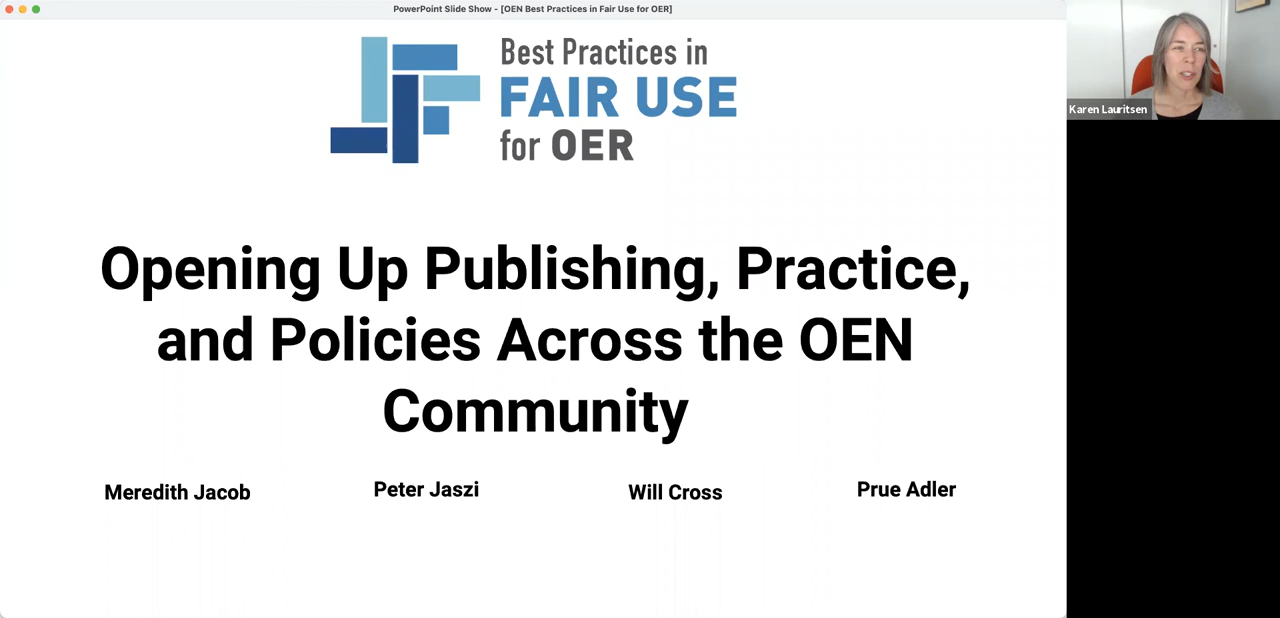 PowerPoint Slide Show - [OEN Best Practices in Fair Use for OER]
Best Practices in
FAIR USE
for OER
Karen Lauritsen
Opening Up Publishing, Practice,
and Policies Across the OEN
Community
Meredith Jacob
Peter Jaszi
Will Cross
Prue Adler